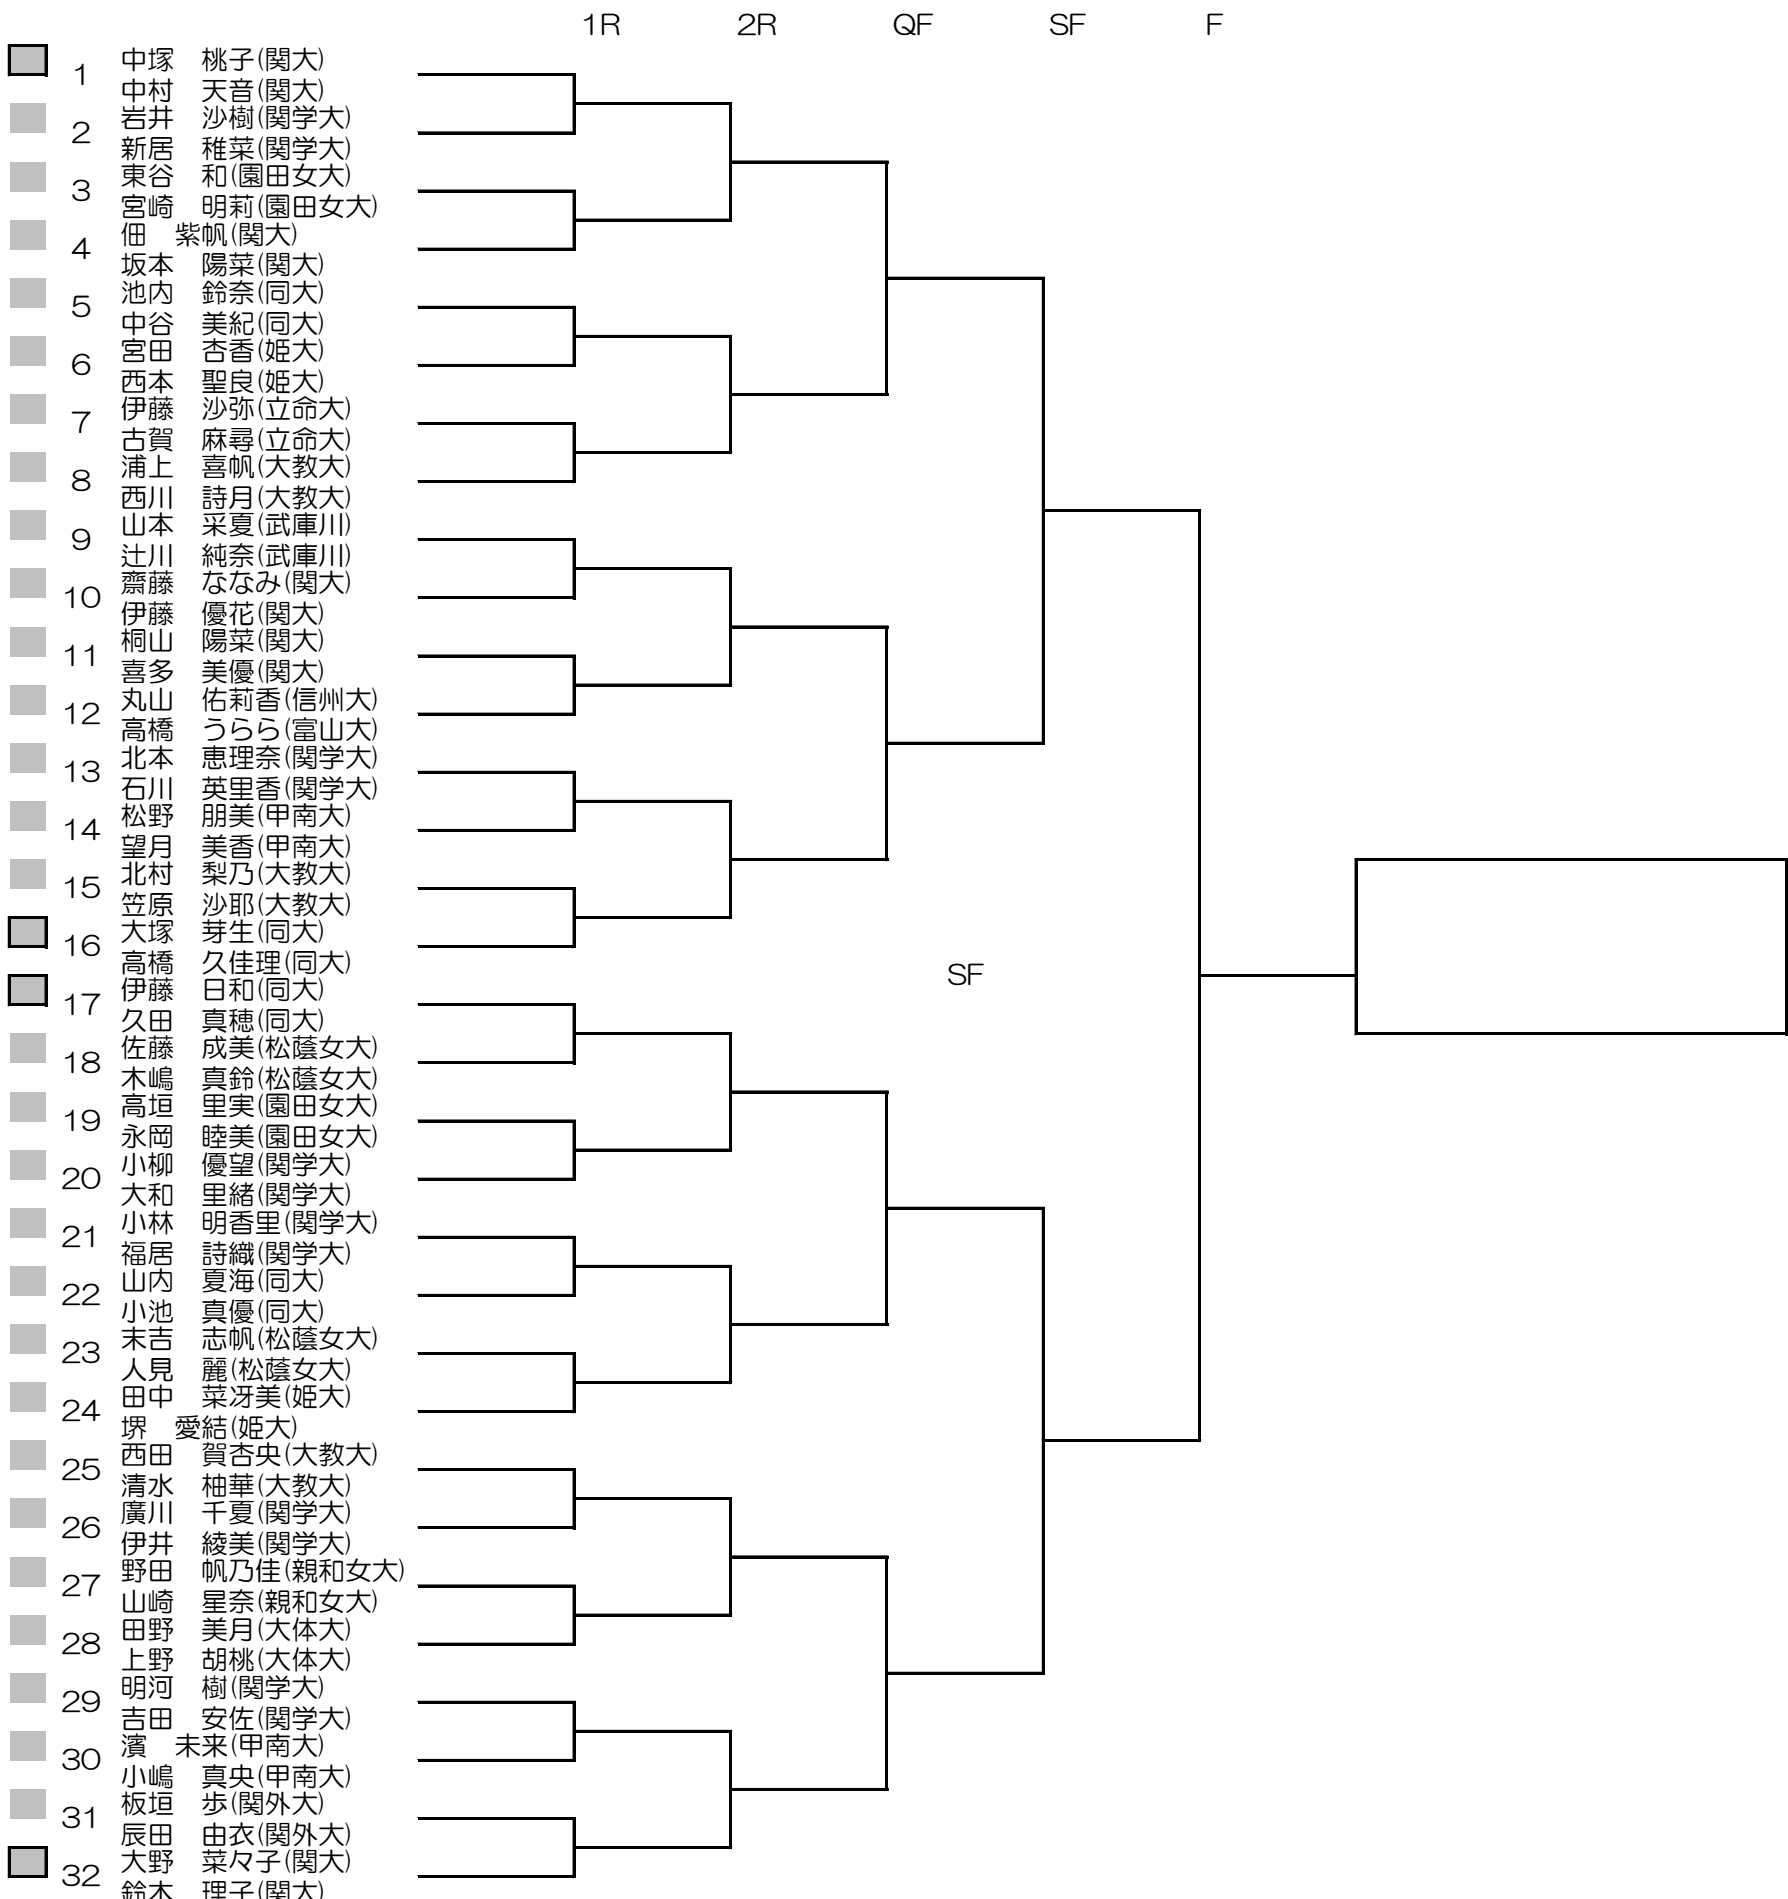 1R 2R QF SF F
中塚 桃子(関大)
1
中村 天音(関大)
岩井 沙樹(関学大)
2
新居 稚菜(関学大)
東谷 和(園田女大)
3
宮崎 明莉(園田女大)
佃 紫帆(関大)
4
坂本 陽菜(関大)
池内 鈴奈(同大)
5
中谷 美紀(同大)
宮田 杏香(姫大)
6
西本 聖良(姫大)
伊藤 沙弥(立命大)
7
古賀 麻尋(立命大)
浦上 喜帆(大教大)
8
西川 詩月(大教大)
山本 采夏(武庫川)
9
辻川 純奈(武庫川)
齋藤 ななみ(関大)
10
伊藤 優花(関大)
桐山 陽菜(関大)
11
喜多 美優(関大)
丸山 佑莉香(信州大)
12
高橋 うらら(富山大)
北本 恵理奈(関学大)
13
石川 英里香(関学大)
松野 朋美(甲南大)
14
望月 美香(甲南大)
北村 梨乃(大教大)
15
笠原 沙耶(大教大)
大塚 芽生(同大)
16
高橋 久佳理(同大)
SF
伊藤 日和(同大)
17
久田 真穂(同大)
佐藤 成美(松蔭女大)
18
木嶋 真鈴(松蔭女大)
高垣 里実(園田女大)
19
永岡 睦美(園田女大)
小柳 優望(関学大)
20
大和 里緒(関学大)
小林 明香里(関学大)
21
福居 詩織(関学大)
山内 夏海(同大)
22
小池 真優(同大)
末吉 志帆(松蔭女大)
23
人見 麗(松蔭女大)
田中 菜冴美(姫大)
24
堺 愛結(姫大)
西田 賀杏央(大教大)
25
清水 柚華(大教大)
廣川 千夏(関学大)
26
伊井 綾美(関学大)
野田 帆乃佳(親和女大)
27
山崎 星奈(親和女大)
田野 美月(大体大)
28
上野 胡桃(大体大)
明河 樹(関学大)
29
吉田 安佐(関学大)
濱 未来(甲南大)
30
小嶋 真央(甲南大)
板垣 歩(関外大)
31
辰田 由衣(関外大)
大野 菜々子(関大)
32
鈴木 理子(関大)